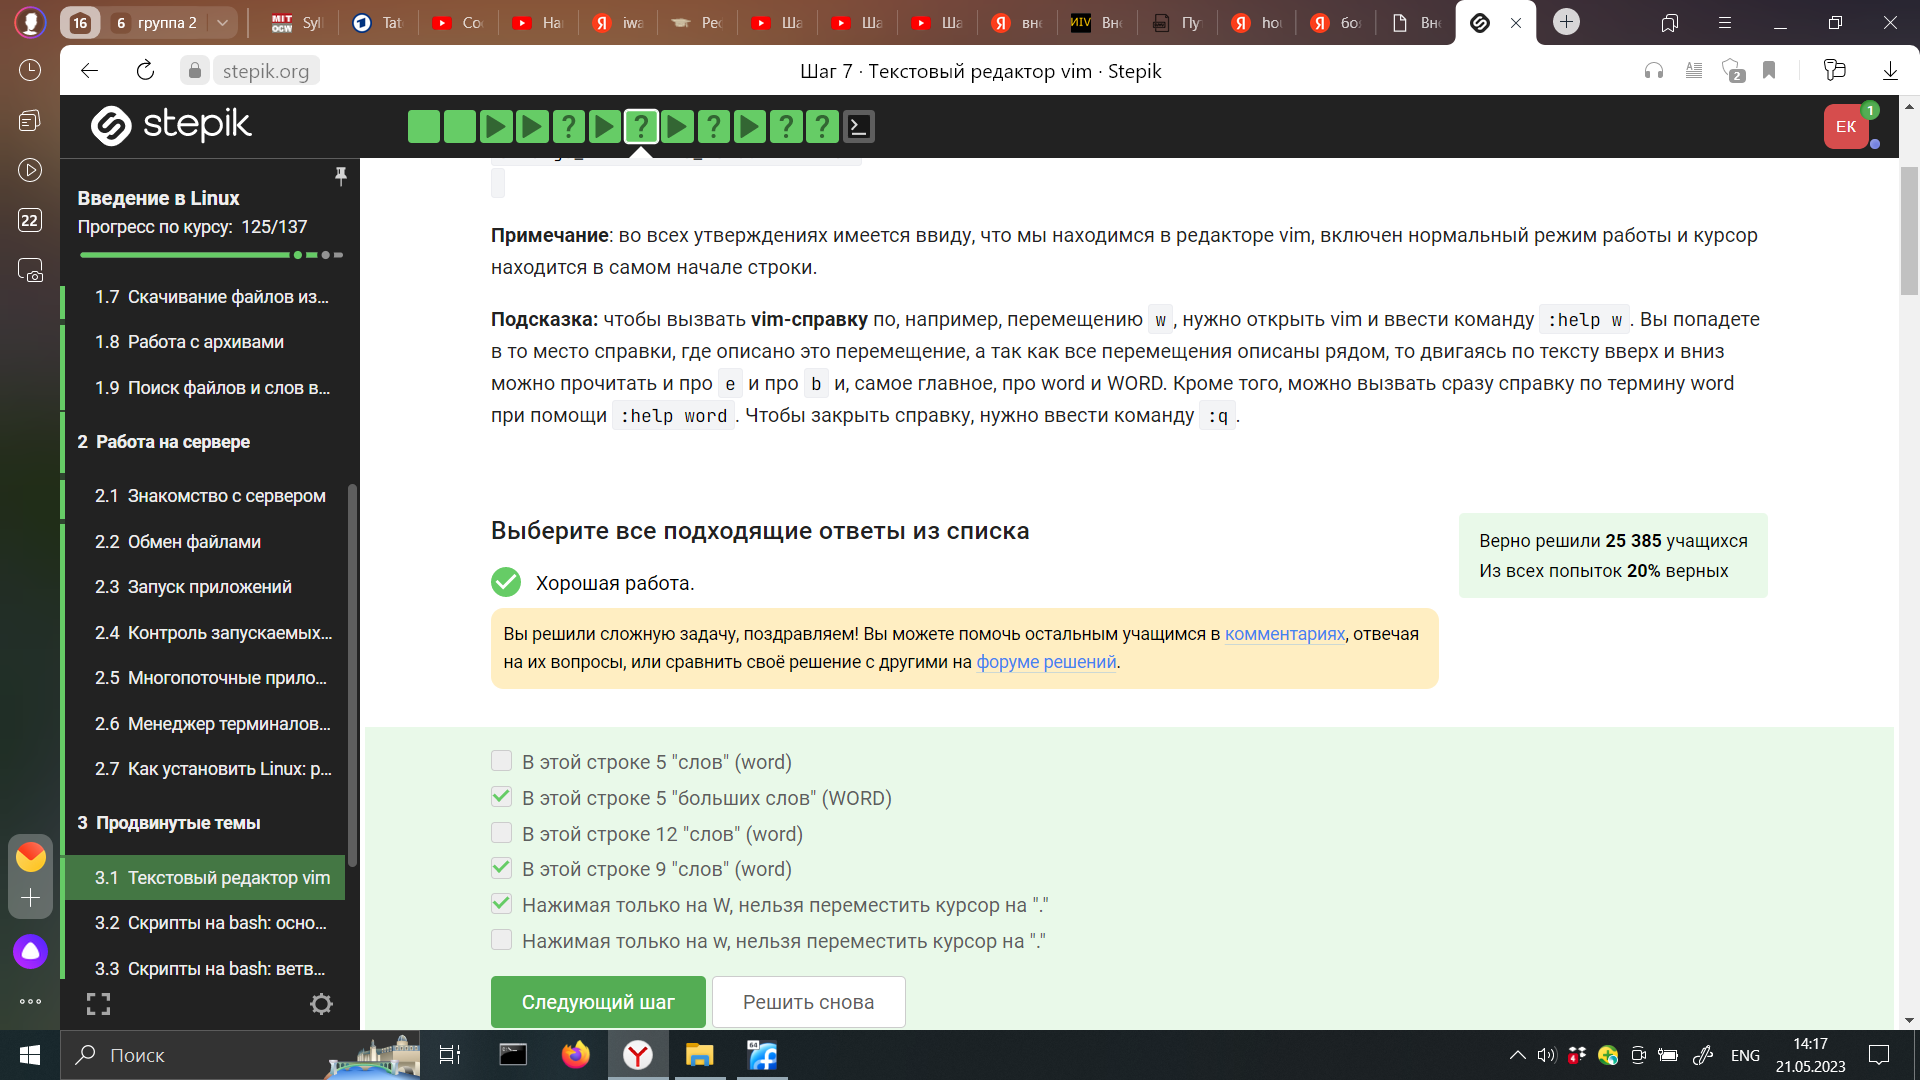 16
6 группа 2
MIT OCW Syll
Tat
Coc
Наг
iwa
Рес
Ша
Ша
Ша
вне
ИIV Вне
Пу
hou
боя
Вне
stepik.org
Шаг 7 · Текстовый редактор vim · Stepik
2
22
stepik
ЕК
1
Введение в Linux
Прогресс по курсу: 125/137
1.7 Скачивание файлов из...
1.8 Работа с архивами
1.9 Поиск файлов и слов в...
2 Работа на сервере
2.1 Знакомство с сервером
2.2 Обмен файлами
2.3 Запуск приложений
2.4 Контроль запускаемых...
2.5 Многопоточные прило...
2.6 Менеджер терминалов...
2.7 Как установить Linux: р...
3 Продвинутые темы
3.1 Текстовый редактор vim
3.2 Скрипты на bash: осно...
3.3 Скрипты на bash: ветв...
Примечание: во всех утверждениях имеется ввиду, что мы находимся в редакторе vim, включен нормальный режим работы и курсор
находится в самом начале строки.
Подсказка: чтобы вызвать vim-справку по, например, перемещению w, нужно открыть vim и ввести команду :help w. Вы попадете
в то место справки, где описано это перемещение, а так как все перемещения описаны рядом, то двигаясь по тексту вверх и вниз
можно прочитать и про e и про b и, самое главное, про word и WORD. Кроме того, можно вызвать сразу справку по термину word
при помощи :help word. Чтобы закрыть справку, нужно ввести команду :q.
Выберите все подходящие ответы из списка
Верно решили 25 385 учащихся
Из всех попыток 20% верных
Хорошая работа.
Вы решили сложную задачу, поздравляем! Вы можете помочь остальным учащимся в комментариях, отвечая
на их вопросы, или сравнить своё решение с другими на форуме решений.
В этой строке 5 "слов" (word)
В этой строке 5 "больших слов" (WORD)
В этой строке 12 "слов" (word)
В этой строке 9 "слов" (word)
Нажимая только на W, нельзя переместить курсор на "."
Нажимая только на w, нельзя переместить курсор на "."
Следующий шаг
Решить снова
Поиск
64
4
ENG
14:17
21.05.2023